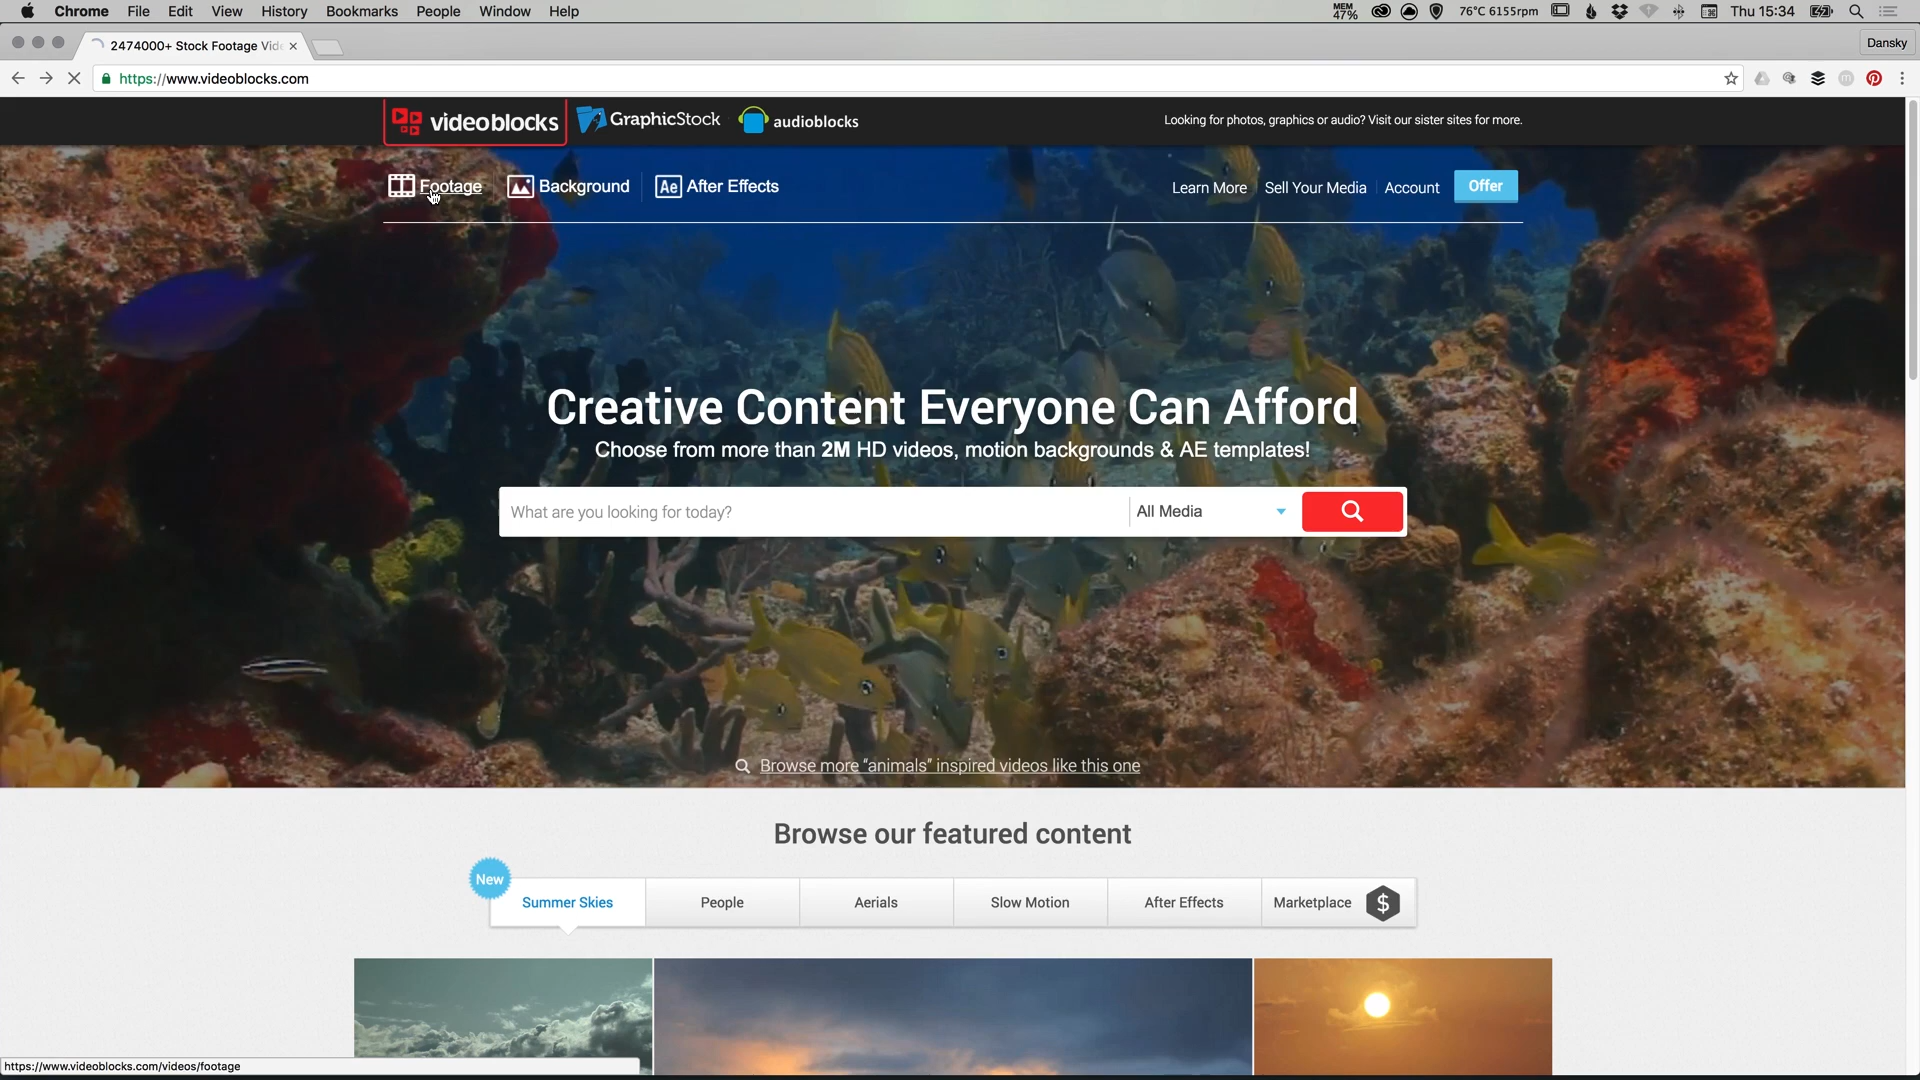 Chrome File Edit View History Bookmarks People Window Help MEM 47% 76°C 6155rpm Thu 15:34
2474000+ Stock Footage Vid Dansky
https://www.videoblocks.com
videoblocks GraphicStock audioblocks Looking for photos, graphics or audio? Visit our sister sites for more.
Footage Background Ae After Effects Learn More Sell Your Media Account Offer
Creative Content Everyone Can Afford
Choose from more than 2M HD videos, motion backgrounds & AE templates!
What are you looking for today? All Media
Browse more "animals" inspired videos like this one
Browse our featured content
New
Summer Skies People Aerials Slow Motion After Effects Marketplace $
https://www.videoblocks.com/videos/footage